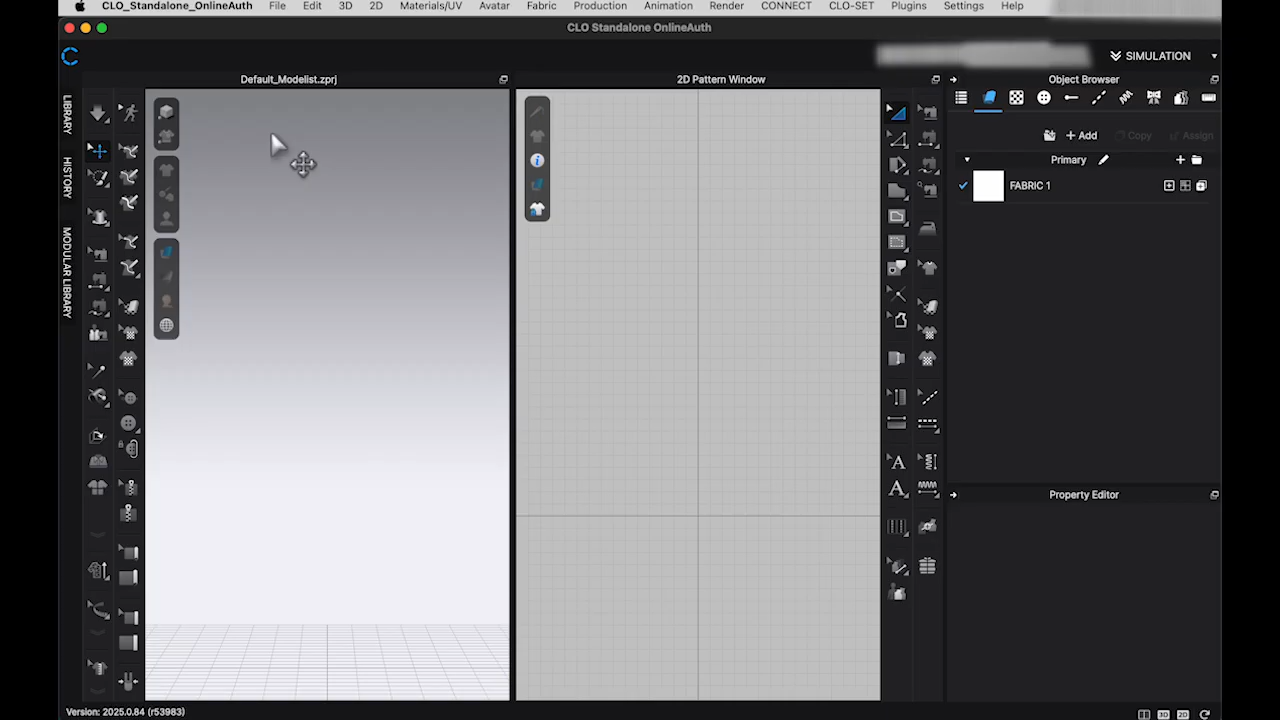 CLO_Standalone_OnlineAuth File Edit 3D 2D Materials/UV Avatar Fabric Production Animation Render CONNECT CLO-SET Plugins Settings Help
CLO Standalone OnlineAuth
SIMULATION
Default_Modelist.zprj
2D Pattern Window
Object Browser
LIBRARY
HISTORY
MODULAR LIBRARY
+ Add
Copy
Assign
Primary
FABRIC 1
Property Editor
A
A
Version: 2025.0.84 (r53983)
3D
2D